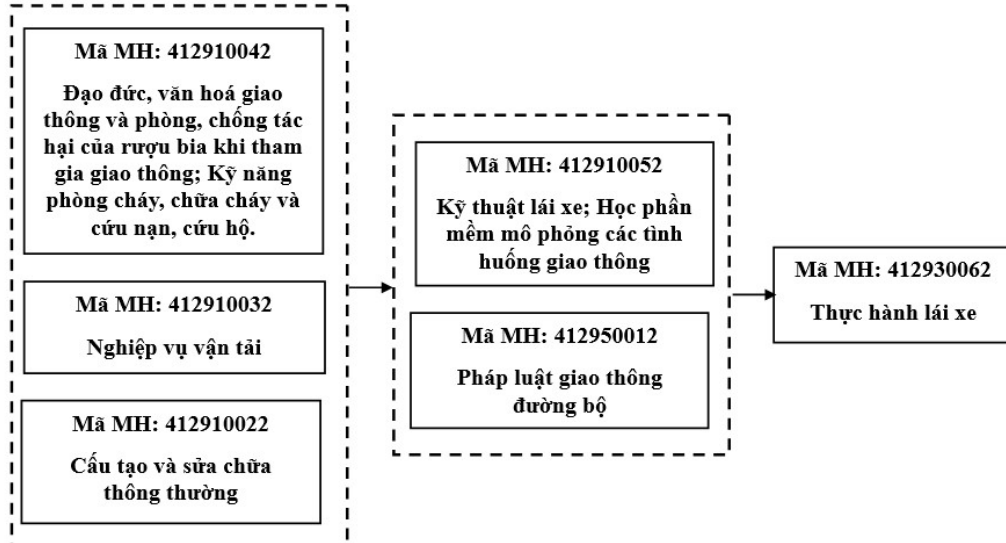 Mã MH: 412910042
Đạo đức, văn hoá giao
thông và phòng, chống tác
hại của rượu bia khi tham
gia giao thông; Kỹ năng
phòng cháy, chữa cháy và
cứu nạn, cứu hộ.
Mã MH: 412910032
Nghiệp vụ vận tải
Mã MH: 412910022
Cấu tạo và sửa chữa
thông thường
Mã MH: 412910052
Kỹ thuật lái xe; Học phần
mềm mô phỏng các tình
huống giao thông
Mã MH: 412950012
Pháp luật giao thông
đường bộ
Mã MH: 412930062
Thực hành lái xe